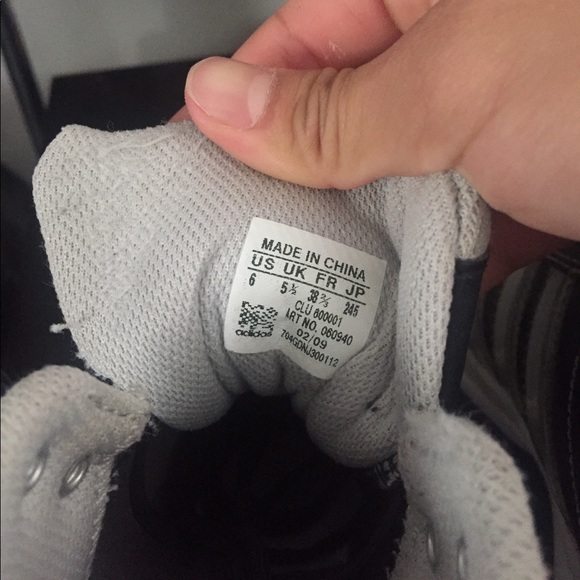 MADE IN CHINA
US UK FR JP
6 5½ 38⅔ 245
CLU 600001
ART NO. 060940
02/09
adidas
704GDNJ300112